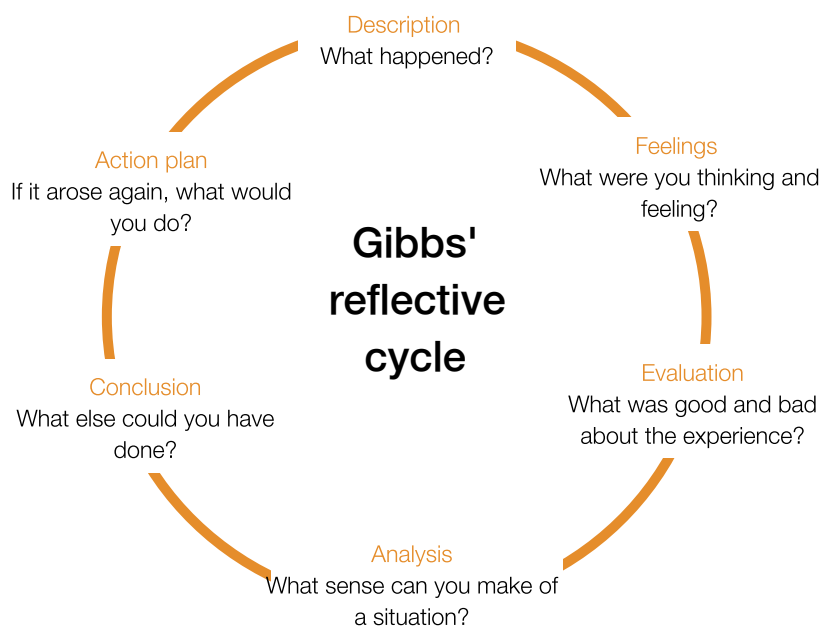 Description
What happened?
Feelings
What were you thinking and
feeling?
Evaluation
What was good and bad
about the experience?
Analysis
What sense can you make of
a situation?
Conclusion
What else could you have
done?
Action plan
If it arose again, what would
you do?
Gibbs'
reflective
cycle